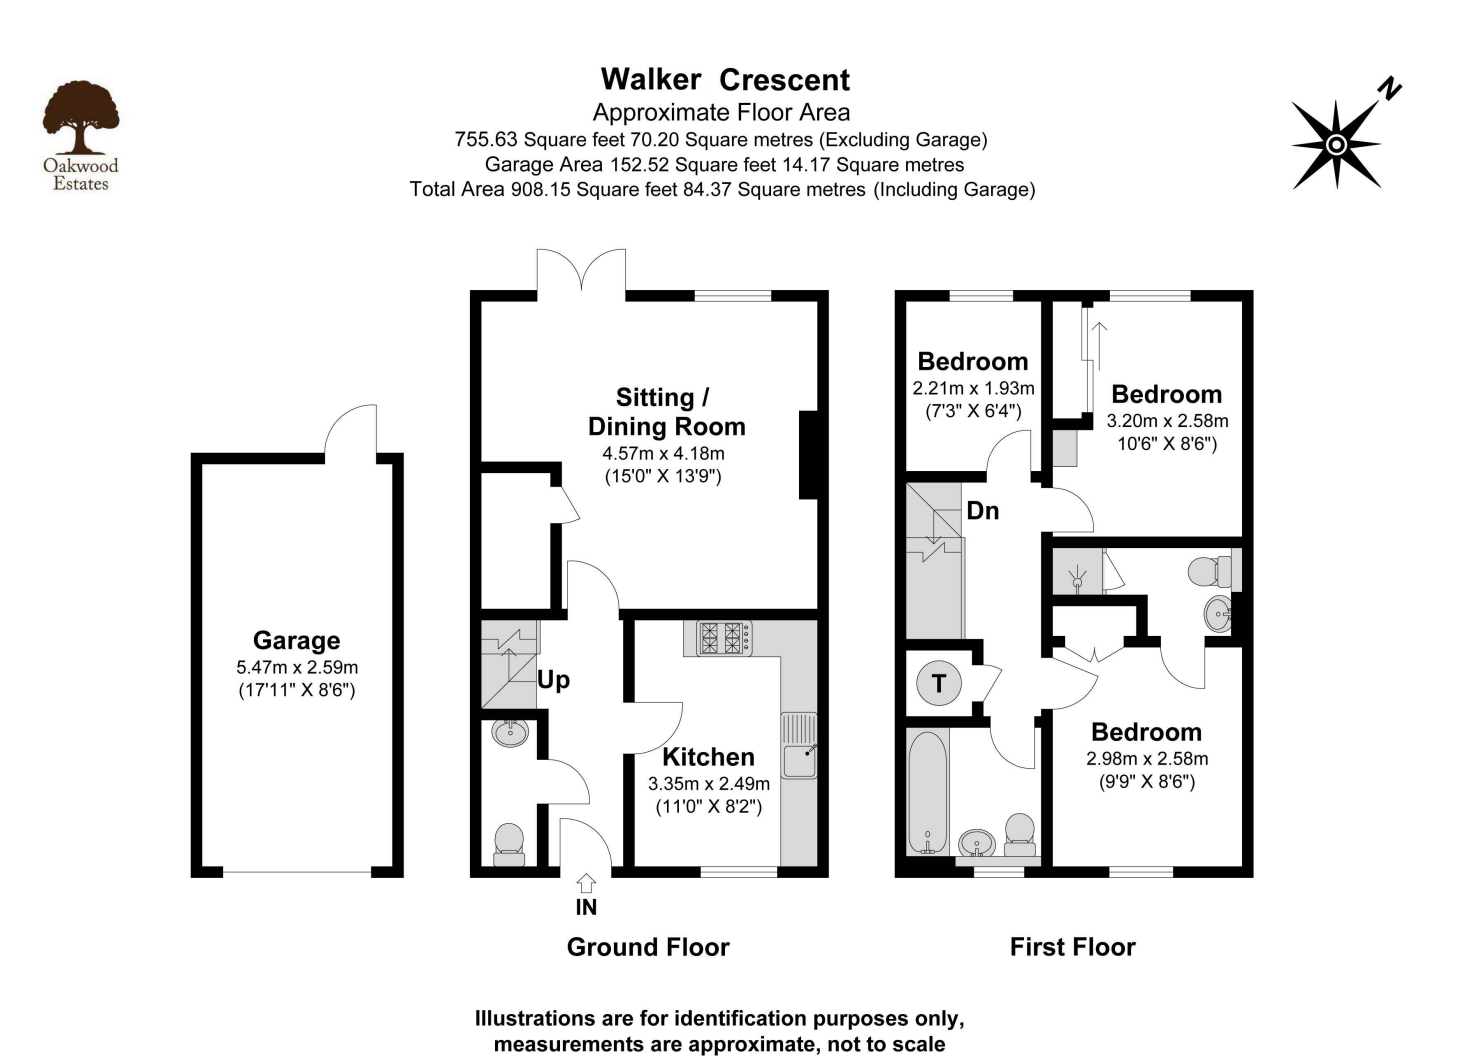 Oakwood
Estates
Walker Crescent
Approximate Floor Area
755.63 Square feet 70.20 Square metres (Excluding Garage)
Garage Area 152.52 Square feet 14.17 Square metres
Total Area 908.15 Square feet 84.37 Square metres (Including Garage)
N
Garage
5.47m x 2.59m
(17'11" X 8'6")
Sitting /
Dining Room
4.57m x 4.18m
(15'0" X 13'9")
Up
Kitchen
3.35m x 2.49m
(11'0" X 8'2")
IN
Ground Floor
Bedroom
2.21m x 1.93m
(7'3" X 6'4")
Bedroom
3.20m x 2.58m
10'6" X 8'6")
Dn
T
Bedroom
2.98m x 2.58m
(9'9" X 8'6")
First Floor
Illustrations are for identification purposes only,
measurements are approximate, not to scale